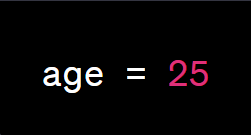 age = 25